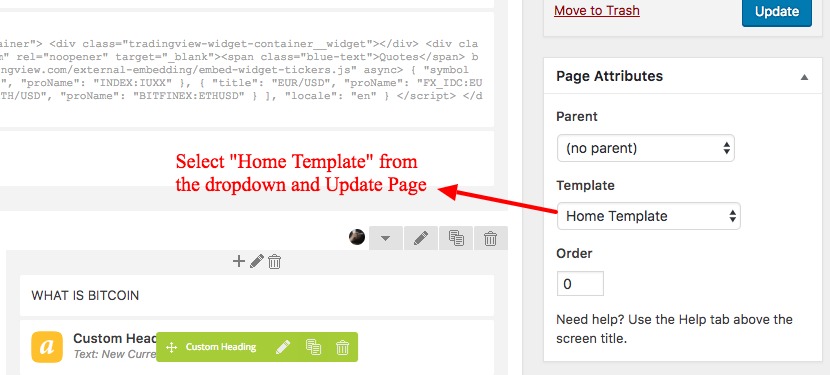 Move to Trash
Update
ainer"> <div class="tradingview-widget-container__widget"></div> <div cla
m" rel="noopener" target="_blank"><span class="blue-text">Quotes</span> b
ingview.com/external-embedding/embed-widget-tickers.js" async> { "symbol
", "proName": "INDEX:IUXX" }, { "title": "EUR/USD", "proName": "FX_IDC:EU
TH/USD", "proName": "BITFINEX:ETHUSD" } ], "locale": "en" } </script> </d
Page Attributes
Parent
(no parent)
Select "Home Template" from
the dropdown and Update Page
Template
Home Template
Order
0
Need help? Use the Help tab above the
screen title.
WHAT IS BITCOIN
a
Custom Head
Text: New Curre
Custom Heading